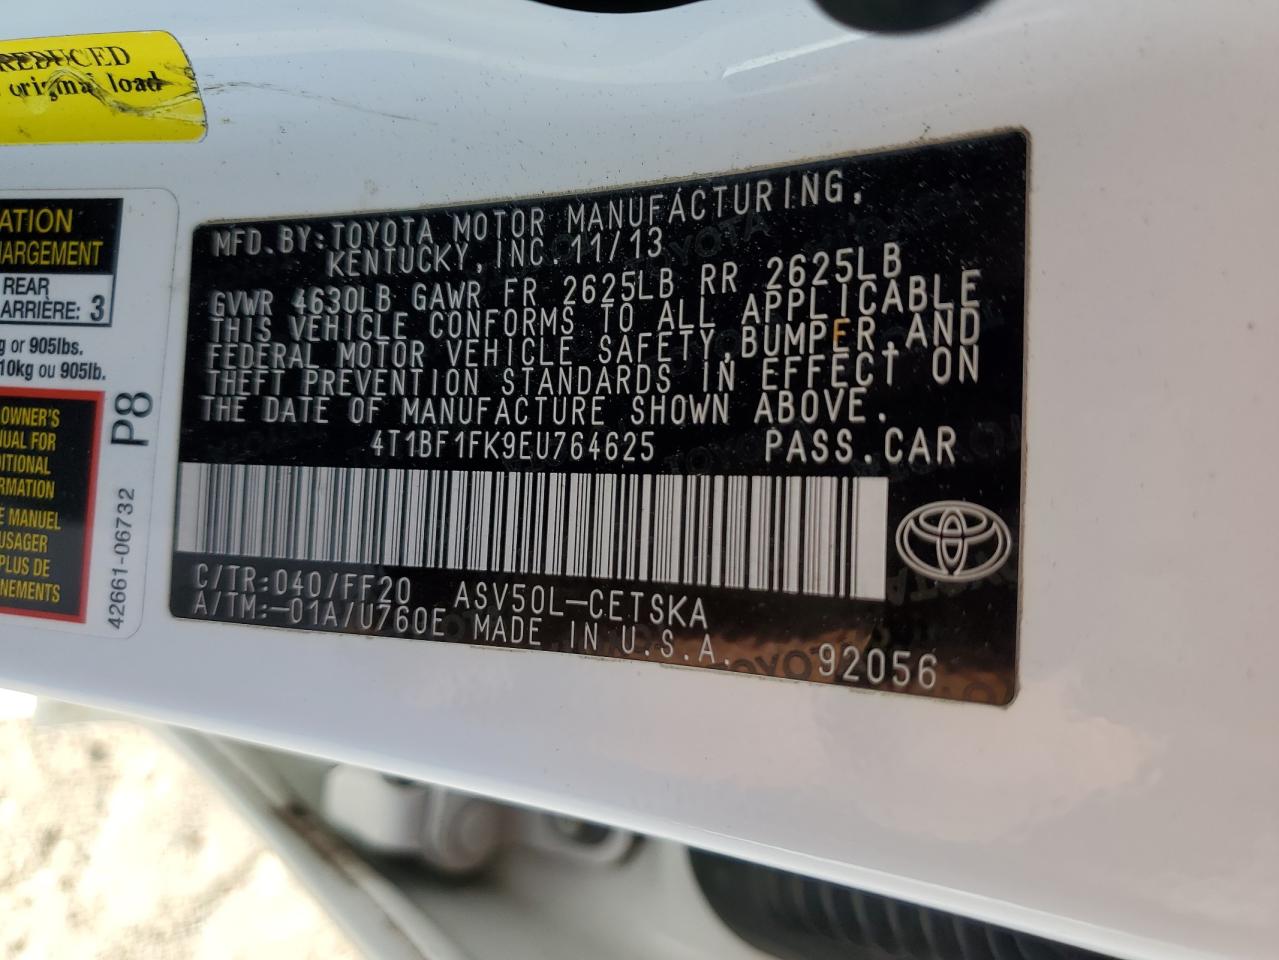 REDUCED
original load
ATION
HARGEMENT
REAR
ARRIÈRE: 3
g or 905lbs.
10kg ou 905lb.
OWNER'S
NUAL FOR
DITIONAL
RMATION
E MANUEL
USAGER
PLUS DE
NEMENTS
P8
42661-06732
MFD.BY:TOYOTA MOTOR MANUFACTURING,
KENTUCKY, INC. 11/13
GVWR 4630LB GAWR FR 2625LB RR 2625LB
THIS VEHICLE CONFORMS TO ALL APPLICABLE
FEDERAL MOTOR VEHICLE SAFETY,BUMPER,AND
THEFT PREVENTION STANDARDS IN EFFECT ON
THE DATE OF MANUFACTURE SHOWN ABOVE.
4T1BF1FK9EU764625 PASS.CAR
C/TR:040/FF20 ASV50L-CETSKA
A/TM:-01A/U760E MADE IN U.S.A. 92056